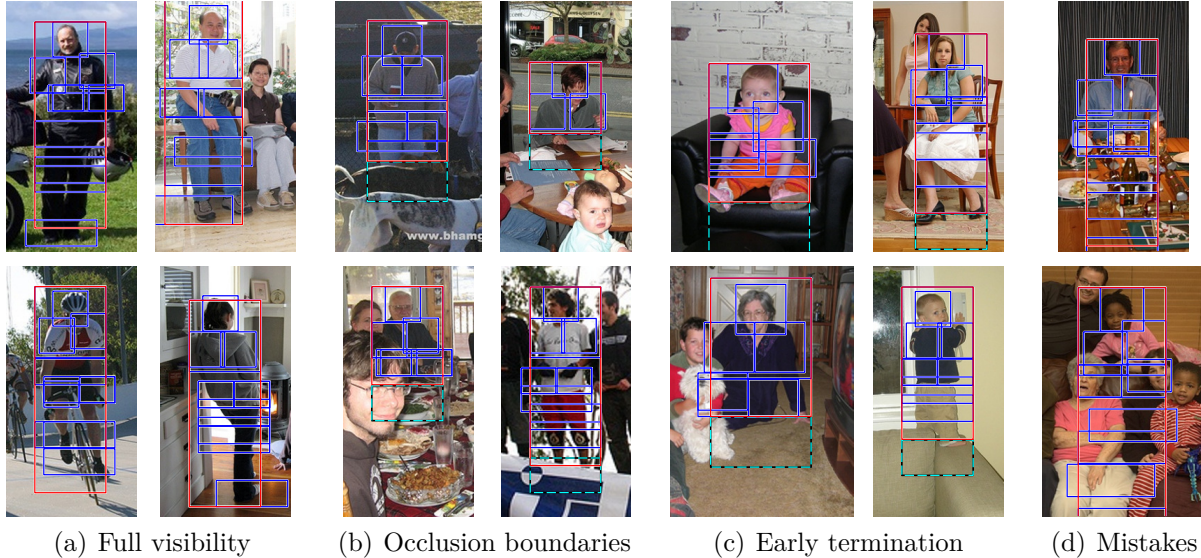 www.bhamg
(a) Full visibility
(b) Occlusion boundaries
(c) Early termination
(d) Mistakes